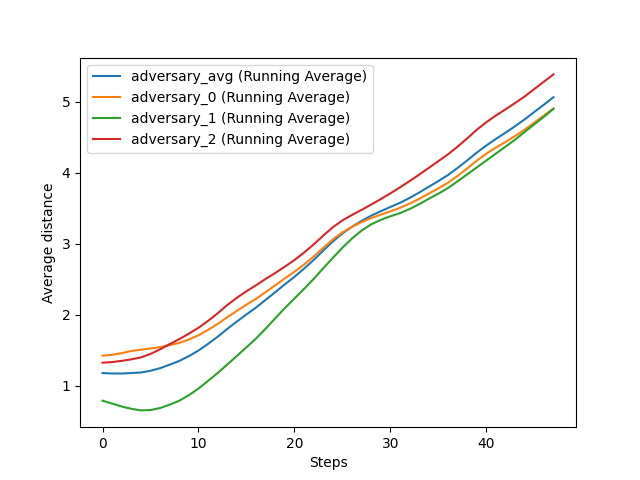 adversary_avg (Running Average)
adversary_0 (Running Average)
adversary_1 (Running Average)
adversary_2 (Running Average)
Average distance
5
4
3
2
1
0 10 20 30 40
Steps